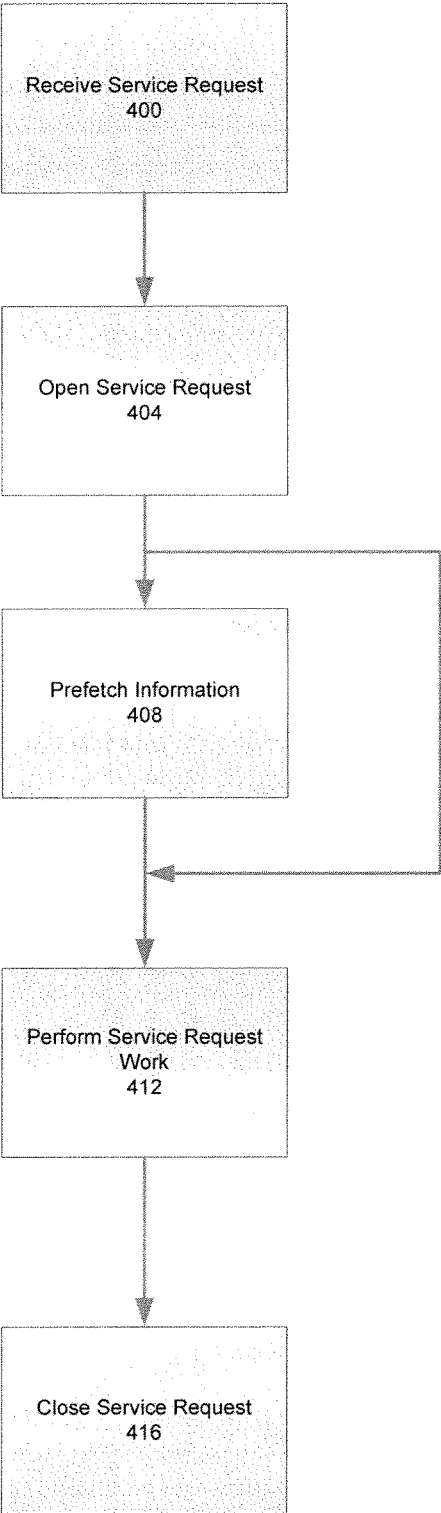 Receive Service Request
400
Open Service Request
404
Prefetch Information
408
Perform Service Request
Work
412
Close Service Request
416